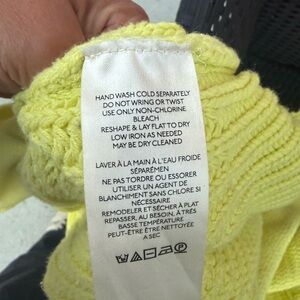 HAND WASH COLD SEPARATELY
DO NOT WRING OR TWIST
USE ONLY NON-CHLORINE
BLEACH
RESHAPE & LAY FLAT TO DRY
LOW IRON AS NEEDED
MAY BE DRY CLEANED
LAVER À LA MAIN À L'EAU FROIDE
SÉPARÉMEN
NE PAS TORDRE OU ESSORER
UTILISER UN AGENT DE
BLANCHIMENT SANS CHLORE SI
NÉCESSAIRE
REMODELER ET SÉCHER À PLAT
REPASSER, AU BESOIN, À TRÈS
BASSE TEMPÉRATURE
PEUT-ÊTRE ÊTRE NETTOYÉE
A SEC